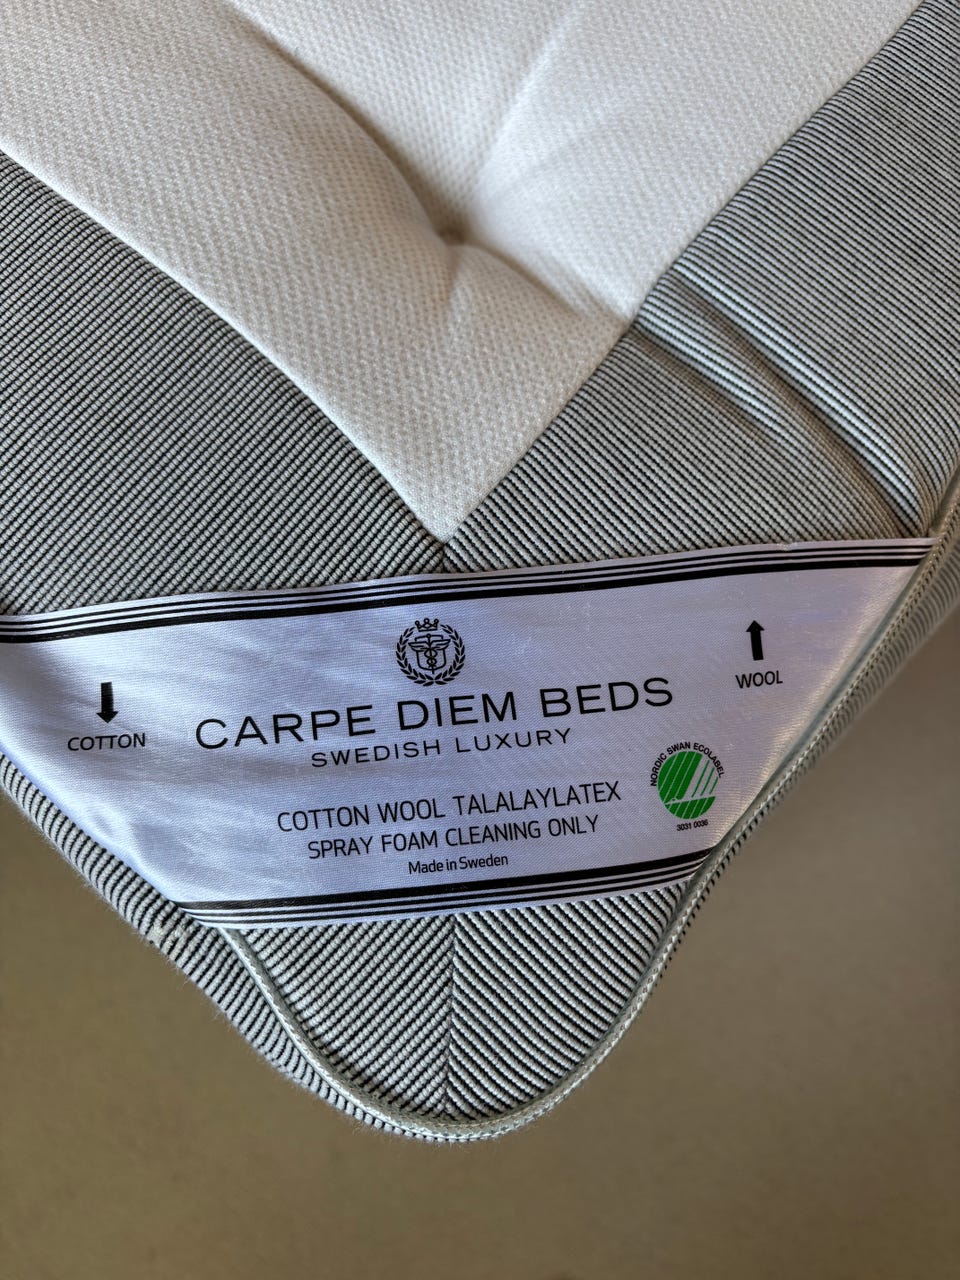 COTTON
WOOL
CARPE DIEM BEDS
SWEDISH LUXURY
COTTON WOOL TALALAYLATEX
SPRAY FOAM CLEANING ONLY
Made in Sweden
NORDIC SWAN ECOLABEL
3031 0036